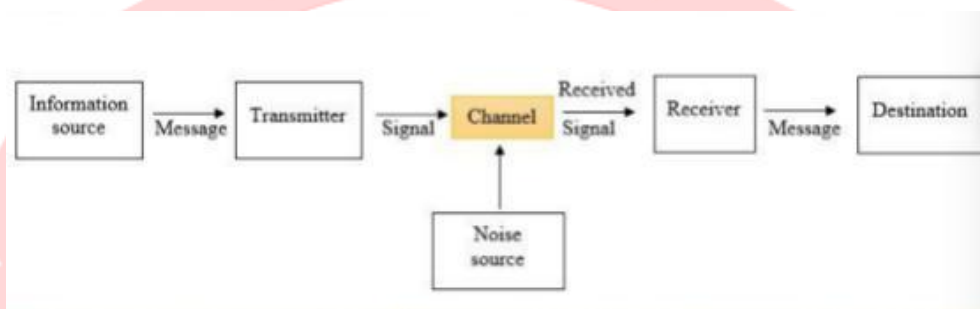 Information
source
Message
Transmitter
Signal
Channel
Received
Signal
Receiver
Message
Destination
Noise
source